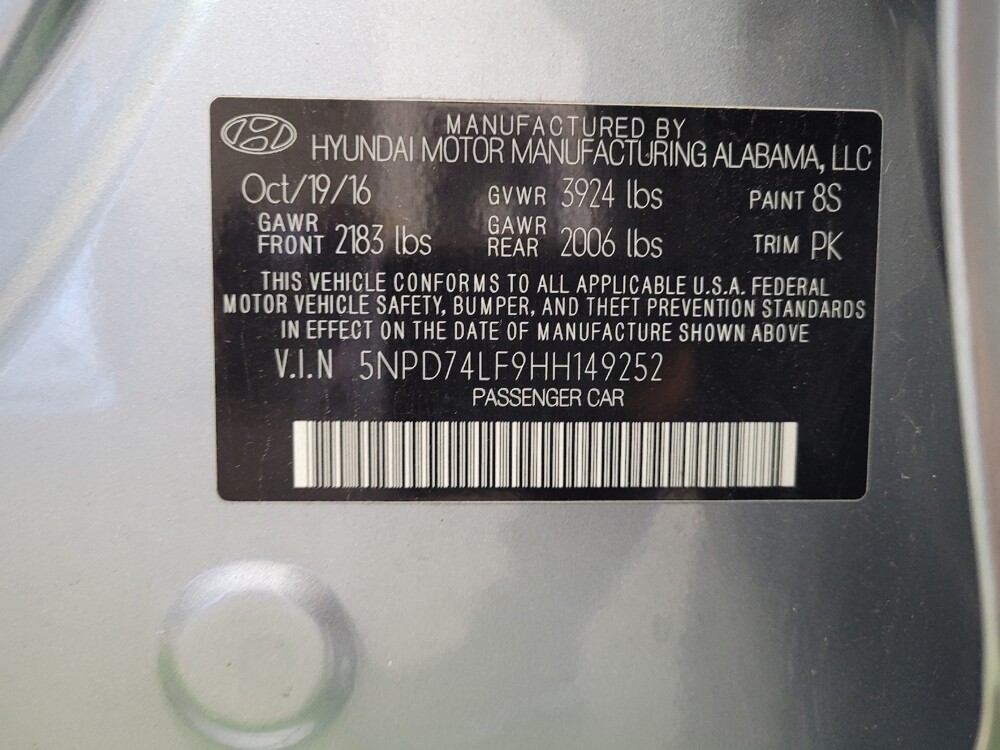 MANUFACTURED BY
HYUNDAI MOTOR MANUFACTURING ALABAMA, LLC
Oct/19/16 GVWR 3924 lbs PAINT 8S
GAWR FRONT 2183 lbs GAWR REAR 2006 lbs TRIM PK
THIS VEHICLE CONFORMS TO ALL APPLICABLE U.S.A. FEDERAL
MOTOR VEHICLE SAFETY, BUMPER, AND THEFT PREVENTION STANDARDS
IN EFFECT ON THE DATE OF MANUFACTURE SHOWN ABOVE
V.I.N 5NPD74LF9HH149252
PASSENGER CAR